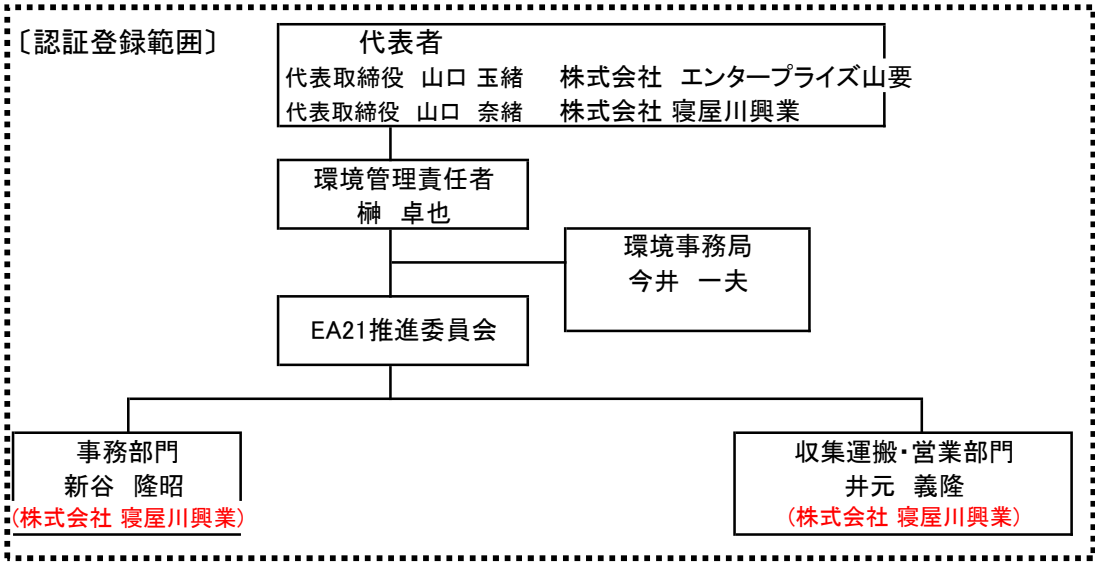 〔認証登録範囲〕
代表者
代表取締役 山口 玉緒 株式会社 エンタープライズ山要
代表取締役 山口 奈緒 株式会社 寝屋川興業
環境管理責任者
榊 卓也
環境事務局
今井 一夫
EA21推進委員会
事務部門
新谷 隆昭
(株式会社 寝屋川興業)
収集運搬・営業部門
井元 義隆
(株式会社 寝屋川興業)